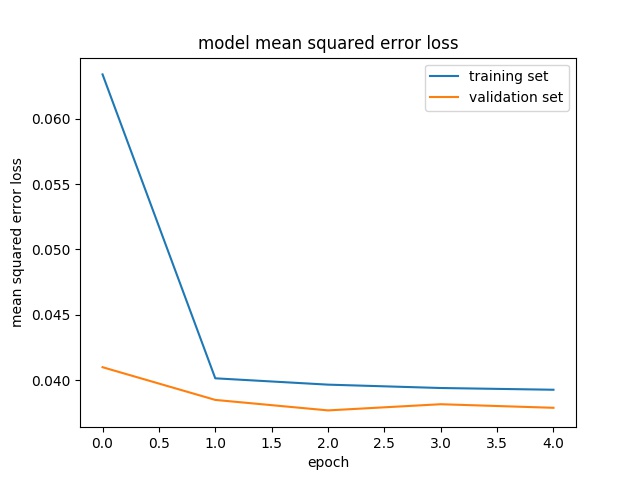 model mean squared error loss
training set
validation set
mean squared error loss
0.060
0.055
0.050
0.045
0.040
0.0 0.5 1.0 1.5 2.0 2.5 3.0 3.5 4.0
epoch